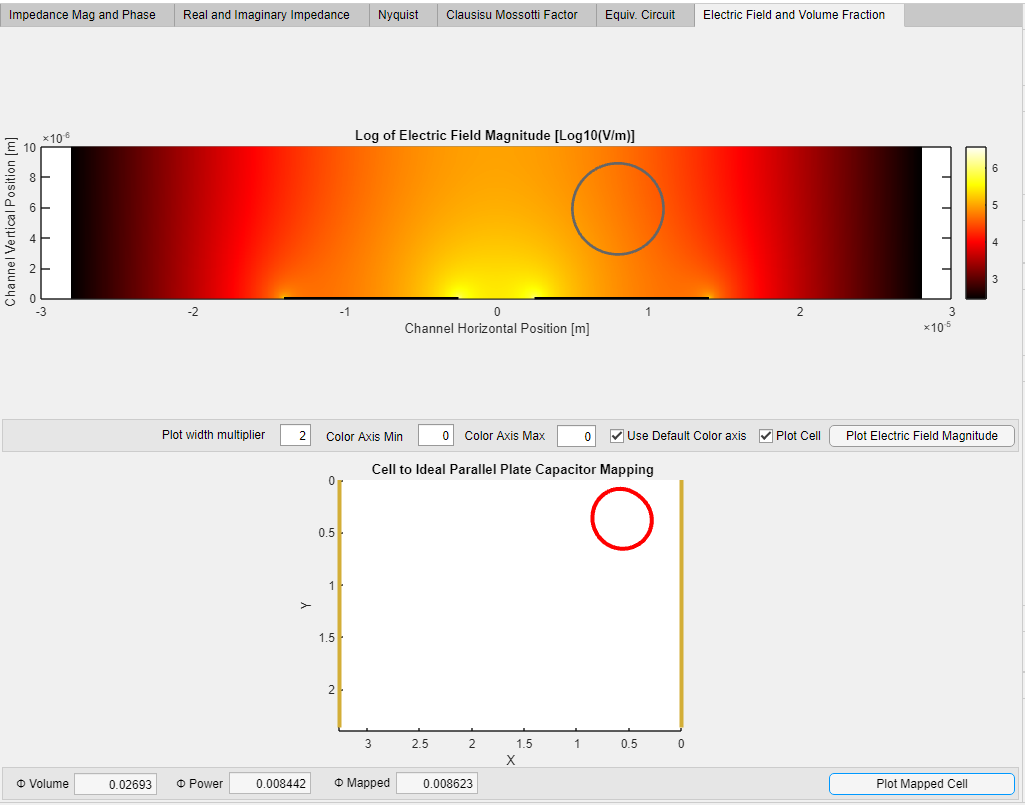 Impedance Mag and Phase Real and Imaginary Impedance Nyquist Clausisu Mossotti Factor Equiv. Circuit Electric Field and Volume Fraction
Log of Electric Field Magnitude [Log10(V/m)]
×10⁻⁶
Channel Vertical Position [m]
10
8
6
4
2
0
-3 -2 -1 0 1 2 3
Channel Horizontal Position [m]
×10⁻⁵
6
5
4
3
Plot width multiplier 2 Color Axis Min 0 Color Axis Max 0 Use Default Color axis Plot Cell Plot Electric Field Magnitude
Cell to Ideal Parallel Plate Capacitor Mapping
0
0.5
1
1.5
2
Y
3 2.5 2 1.5 1 0.5 0
X
Φ Volume 0.02693 Φ Power 0.008442 Φ Mapped 0.008623 Plot Mapped Cell